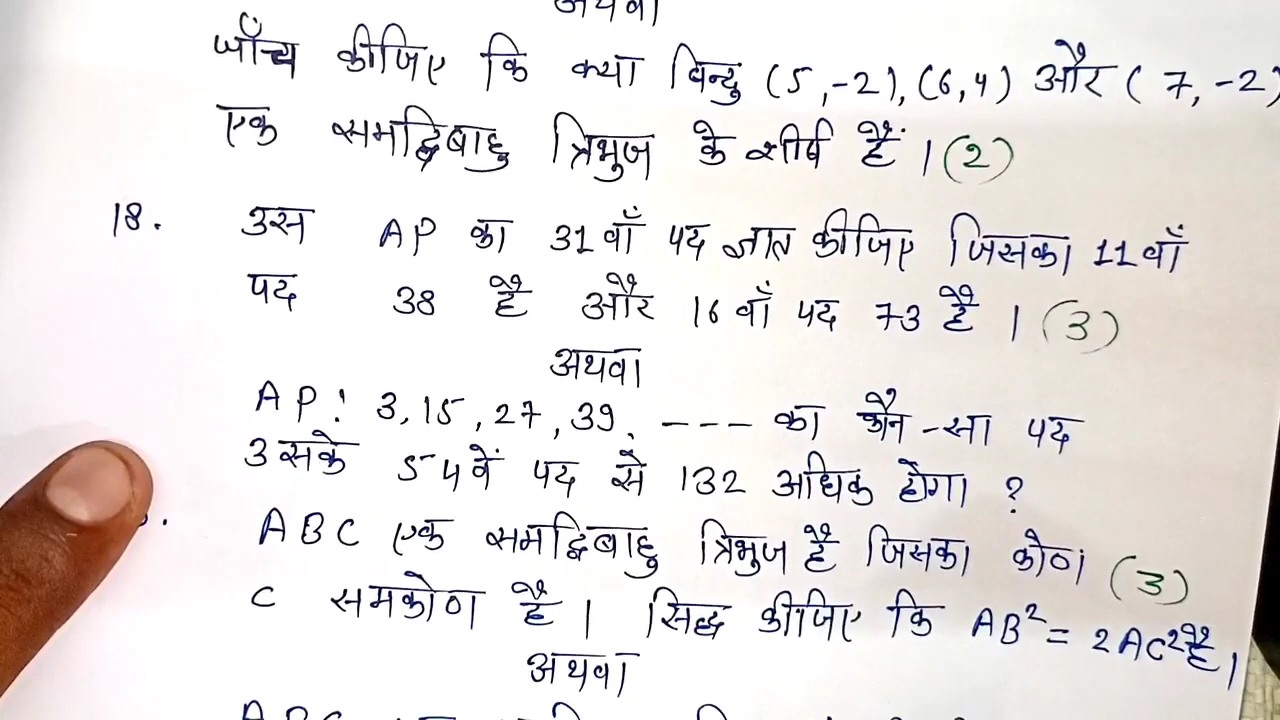 अथवा
जाँच कीजिए कि क्या बिन्दु (5,-2), (6,4) और (7,-2)
एक समद्विबाहु त्रिभुज के शीर्ष हैं। (2)
18. उस AP का 31वाँ पद ज्ञात कीजिए जिसका 11वाँ
पद 38 है और 16वाँ पद 73 है। (3)
अथवा
AP: 3, 15, 27, 39, ---- का कौन-सा पद
उसके 54वें पद से 132 अधिक होगा ?
ABC एक समद्विबाहु त्रिभुज है जिसका कोण (3)
C समकोण है। सिद्ध कीजिए कि AB²=2AC² है।
अथवा
ABC